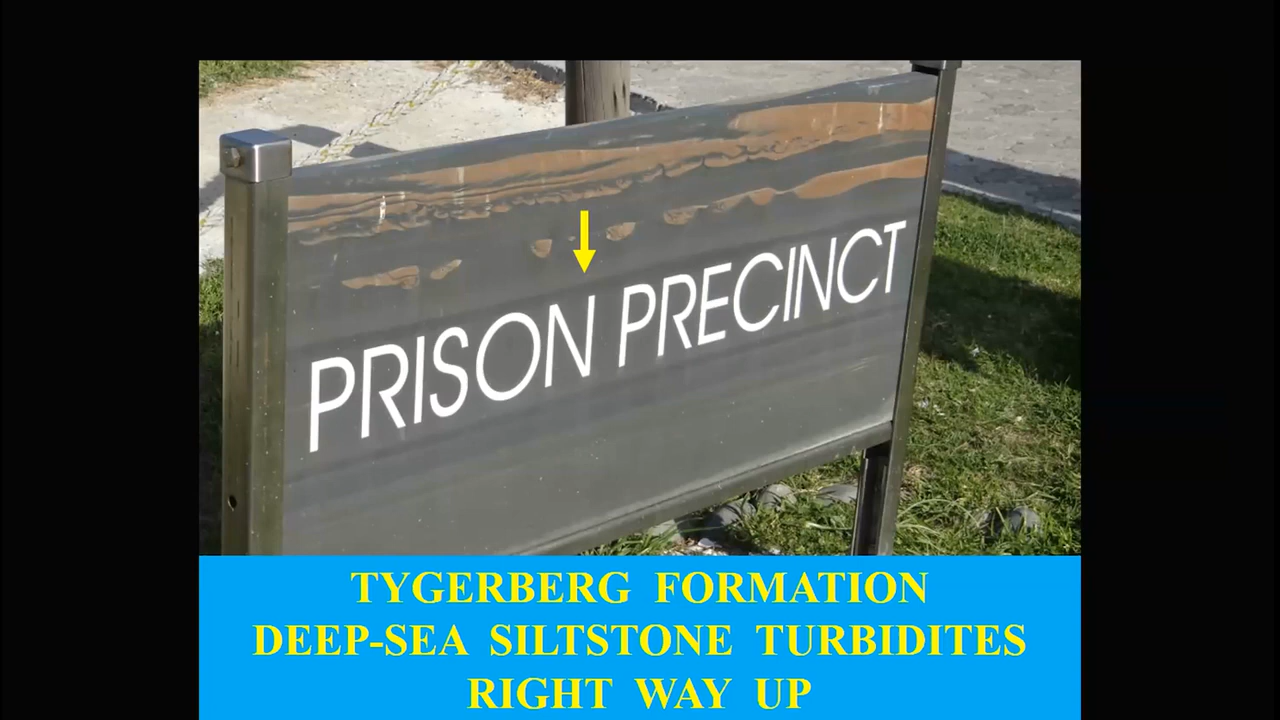 PRISON PRECINCT
TYGERBERG FORMATION
DEEP-SEA SILTSTONE TURBIDITES
RIGHT WAY UP